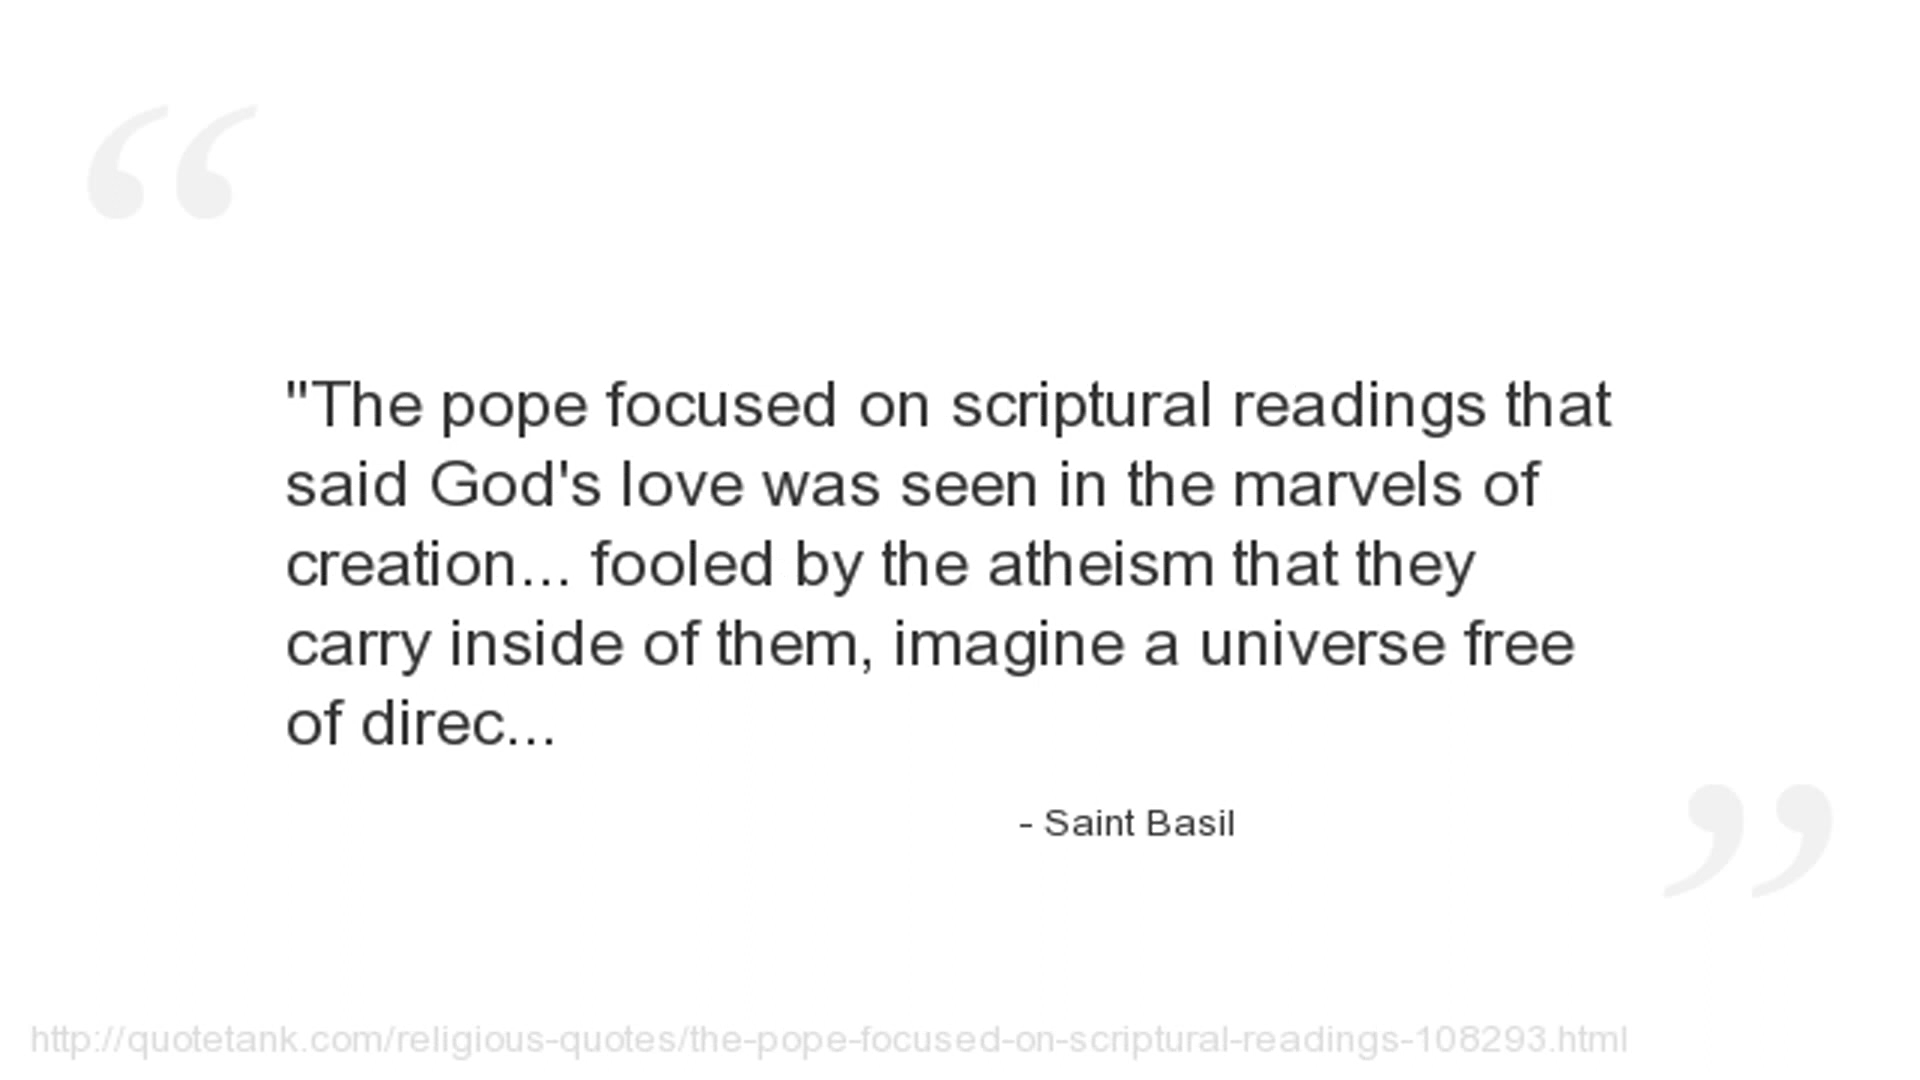 "The pope focused on scriptural readings that
said God's love was seen in the marvels of
creation... fooled by the atheism that they
carry inside of them, imagine a universe free
of direc...
- Saint Basil
http://quotetank.com/religious-quotes/the-pope-focused-on-scriptural-readings-108293.html